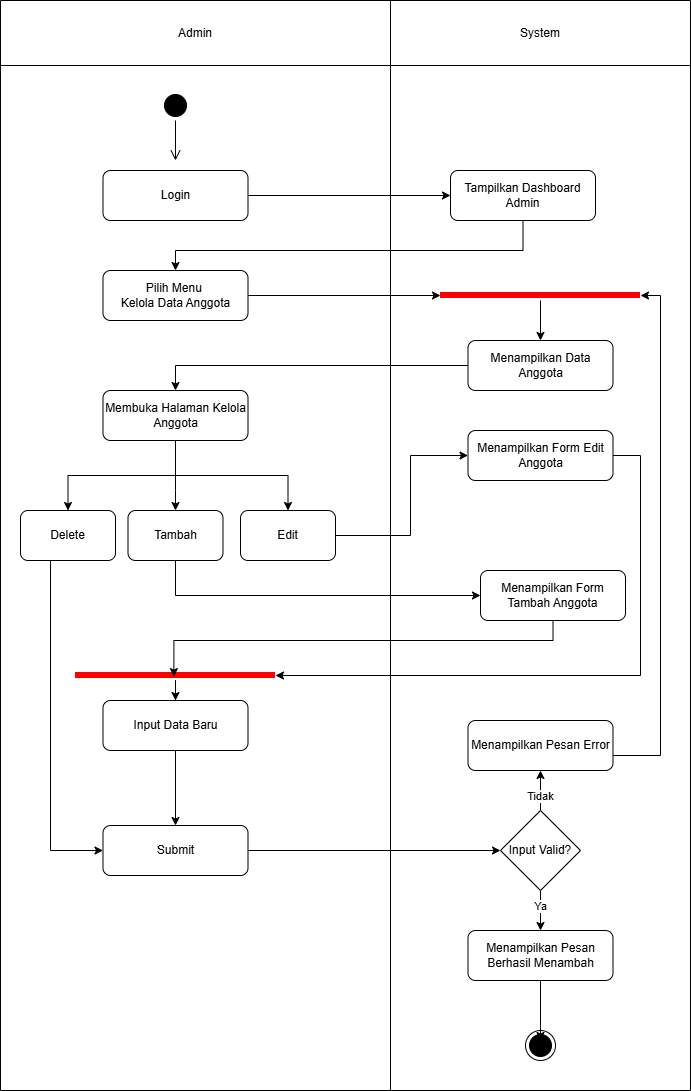 Admin
System
Login
Tampilkan Dashboard
Admin
Pilih Menu
Kelola Data Anggota
Menampilkan Data
Anggota
Membuka Halaman Kelola
Anggota
Menampilkan Form Edit
Anggota
Delete
Tambah
Edit
Menampilkan Form
Tambah Anggota
Input Data Baru
Menampilkan Pesan Error
Tidak
Submit
Input Valid?
Ya
Menampilkan Pesan
Berhasil Menambah